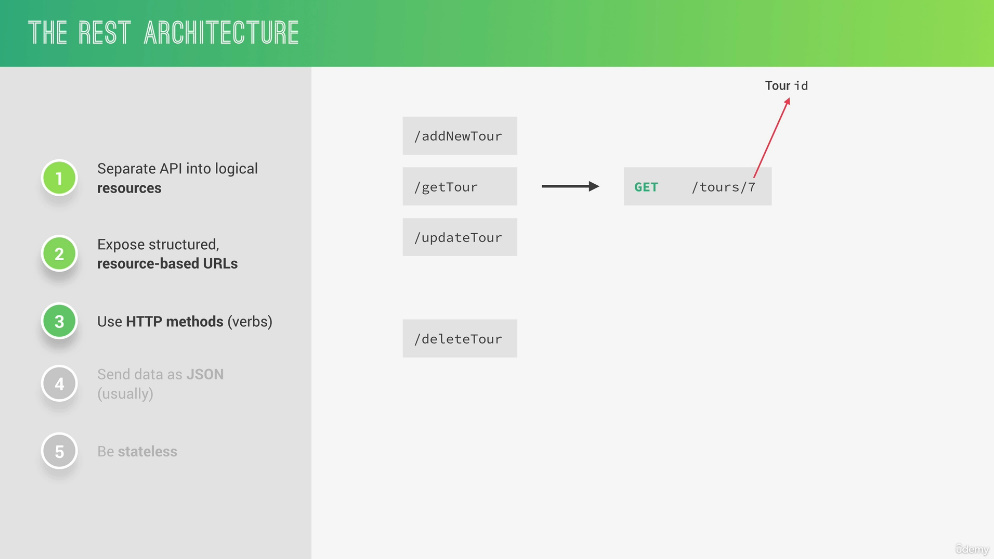 THE REST ARCHITECTURE
1
Separate API into logical
resources
2
Expose structured,
resource-based URLs
3
Use HTTP methods (verbs)
4
Send data as JSON
(usually)
5
Be stateless
Tour id
/addNewTour
/getTour
GET /tours/7
/updateTour
/deleteTour
ûdemy